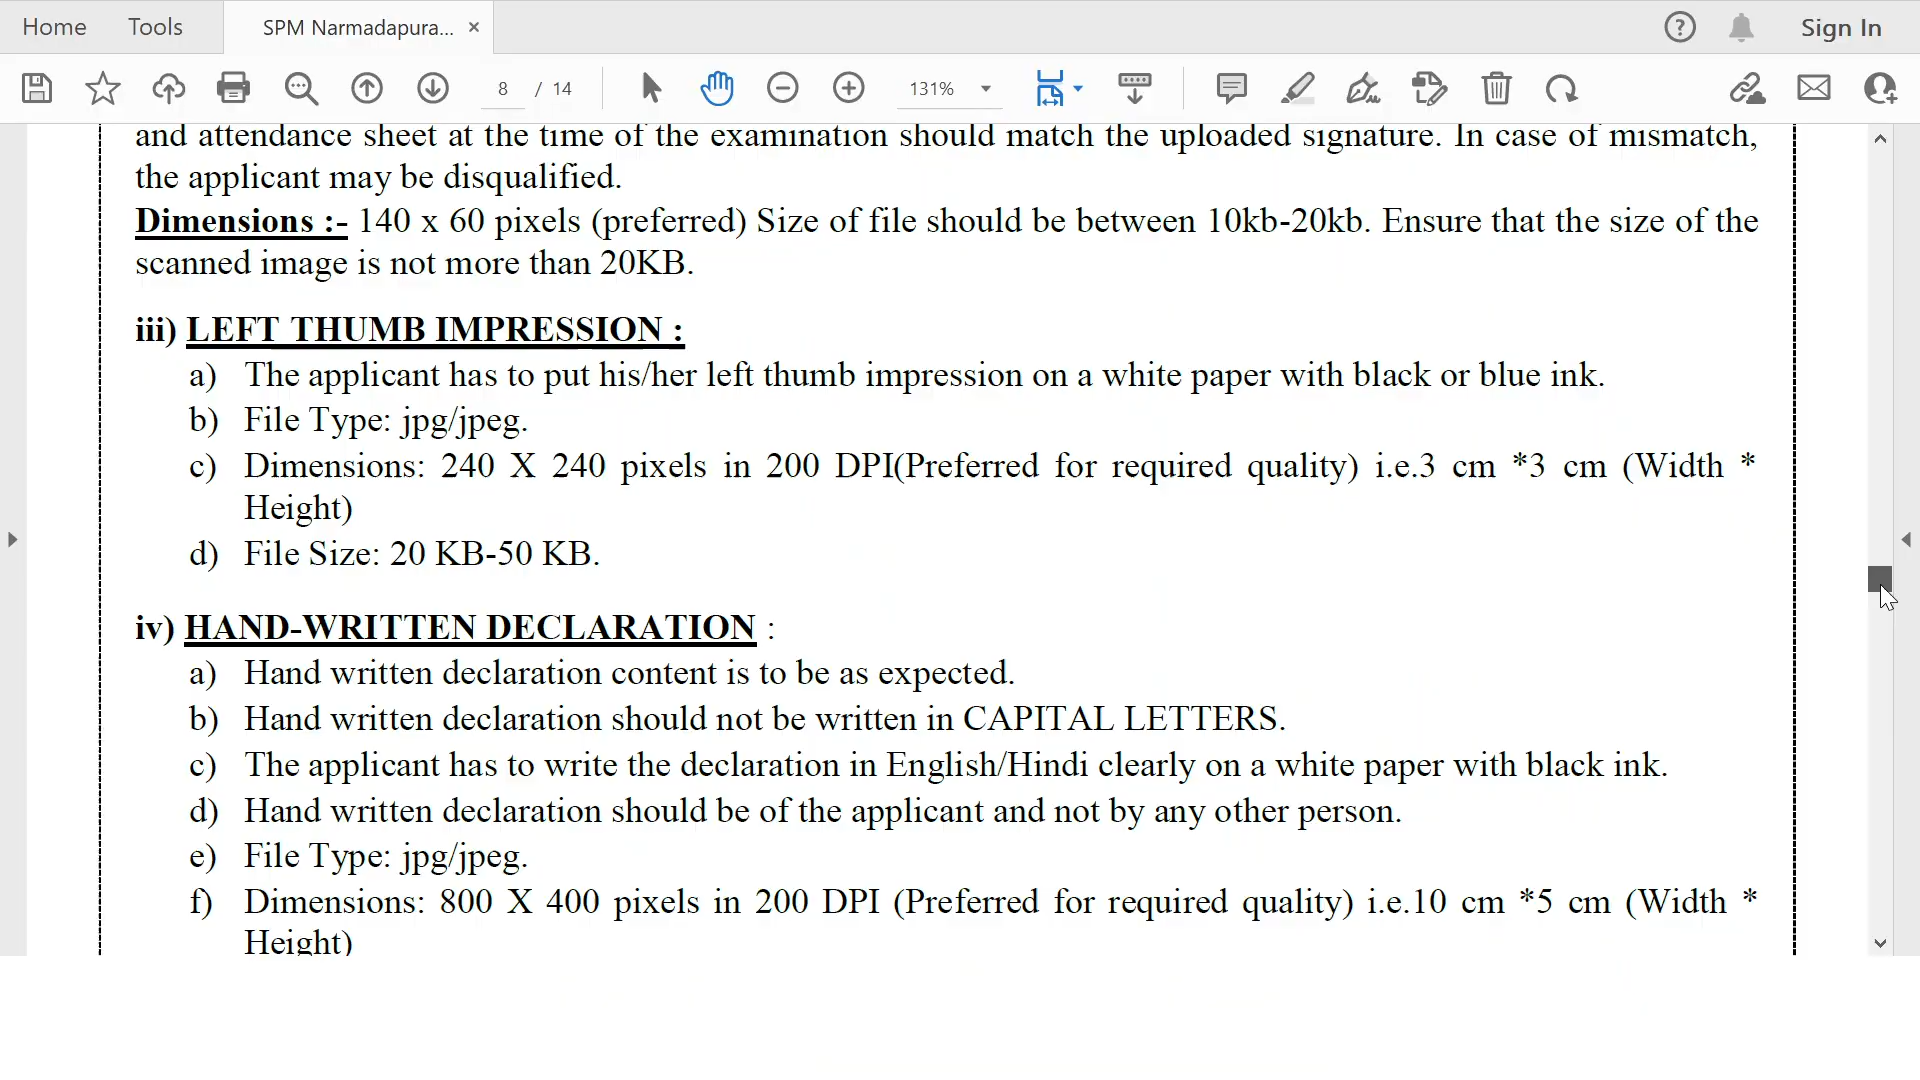 Home Tools SPM Narmadapura... ×
Sign In
8 / 14
131%
and attendance sheet at the time of the examination should match the uploaded signature. In case of mismatch,
the applicant may be disqualified.
Dimensions :- 140 x 60 pixels (preferred) Size of file should be between 10kb-20kb. Ensure that the size of the
scanned image is not more than 20KB.
iii) LEFT THUMB IMPRESSION :
a) The applicant has to put his/her left thumb impression on a white paper with black or blue ink.
b) File Type: jpg/jpeg.
c) Dimensions: 240 X 240 pixels in 200 DPI(Preferred for required quality) i.e.3 cm *3 cm (Width *
Height)
d) File Size: 20 KB-50 KB.
iv) HAND-WRITTEN DECLARATION :
a) Hand written declaration content is to be as expected.
b) Hand written declaration should not be written in CAPITAL LETTERS.
c) The applicant has to write the declaration in English/Hindi clearly on a white paper with black ink.
d) Hand written declaration should be of the applicant and not by any other person.
e) File Type: jpg/jpeg.
f) Dimensions: 800 X 400 pixels in 200 DPI (Preferred for required quality) i.e.10 cm *5 cm (Width *
Height)